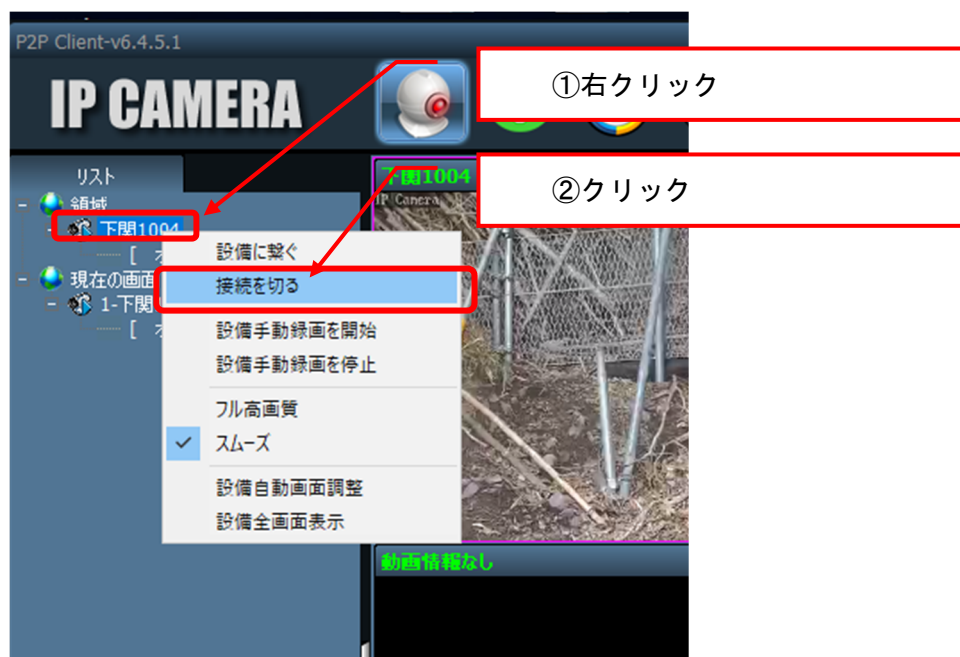 P2P Client-v6.4.5.1
IP CAMERA
①右クリック
②クリック
リスト
下関1004
IP Camera
領域
下関1004
[
現在の画面
1-下関
[
設備に繋ぐ
接続を切る
設備手動録画を開始
設備手動録画を停止
フル高画質
スムーズ
設備自動画面調整
設備全画面表示
動画情報なし